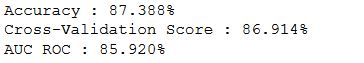 Accuracy : 87.388%
Cross-Validation Score : 86.914%
AUC ROC : 85.920%